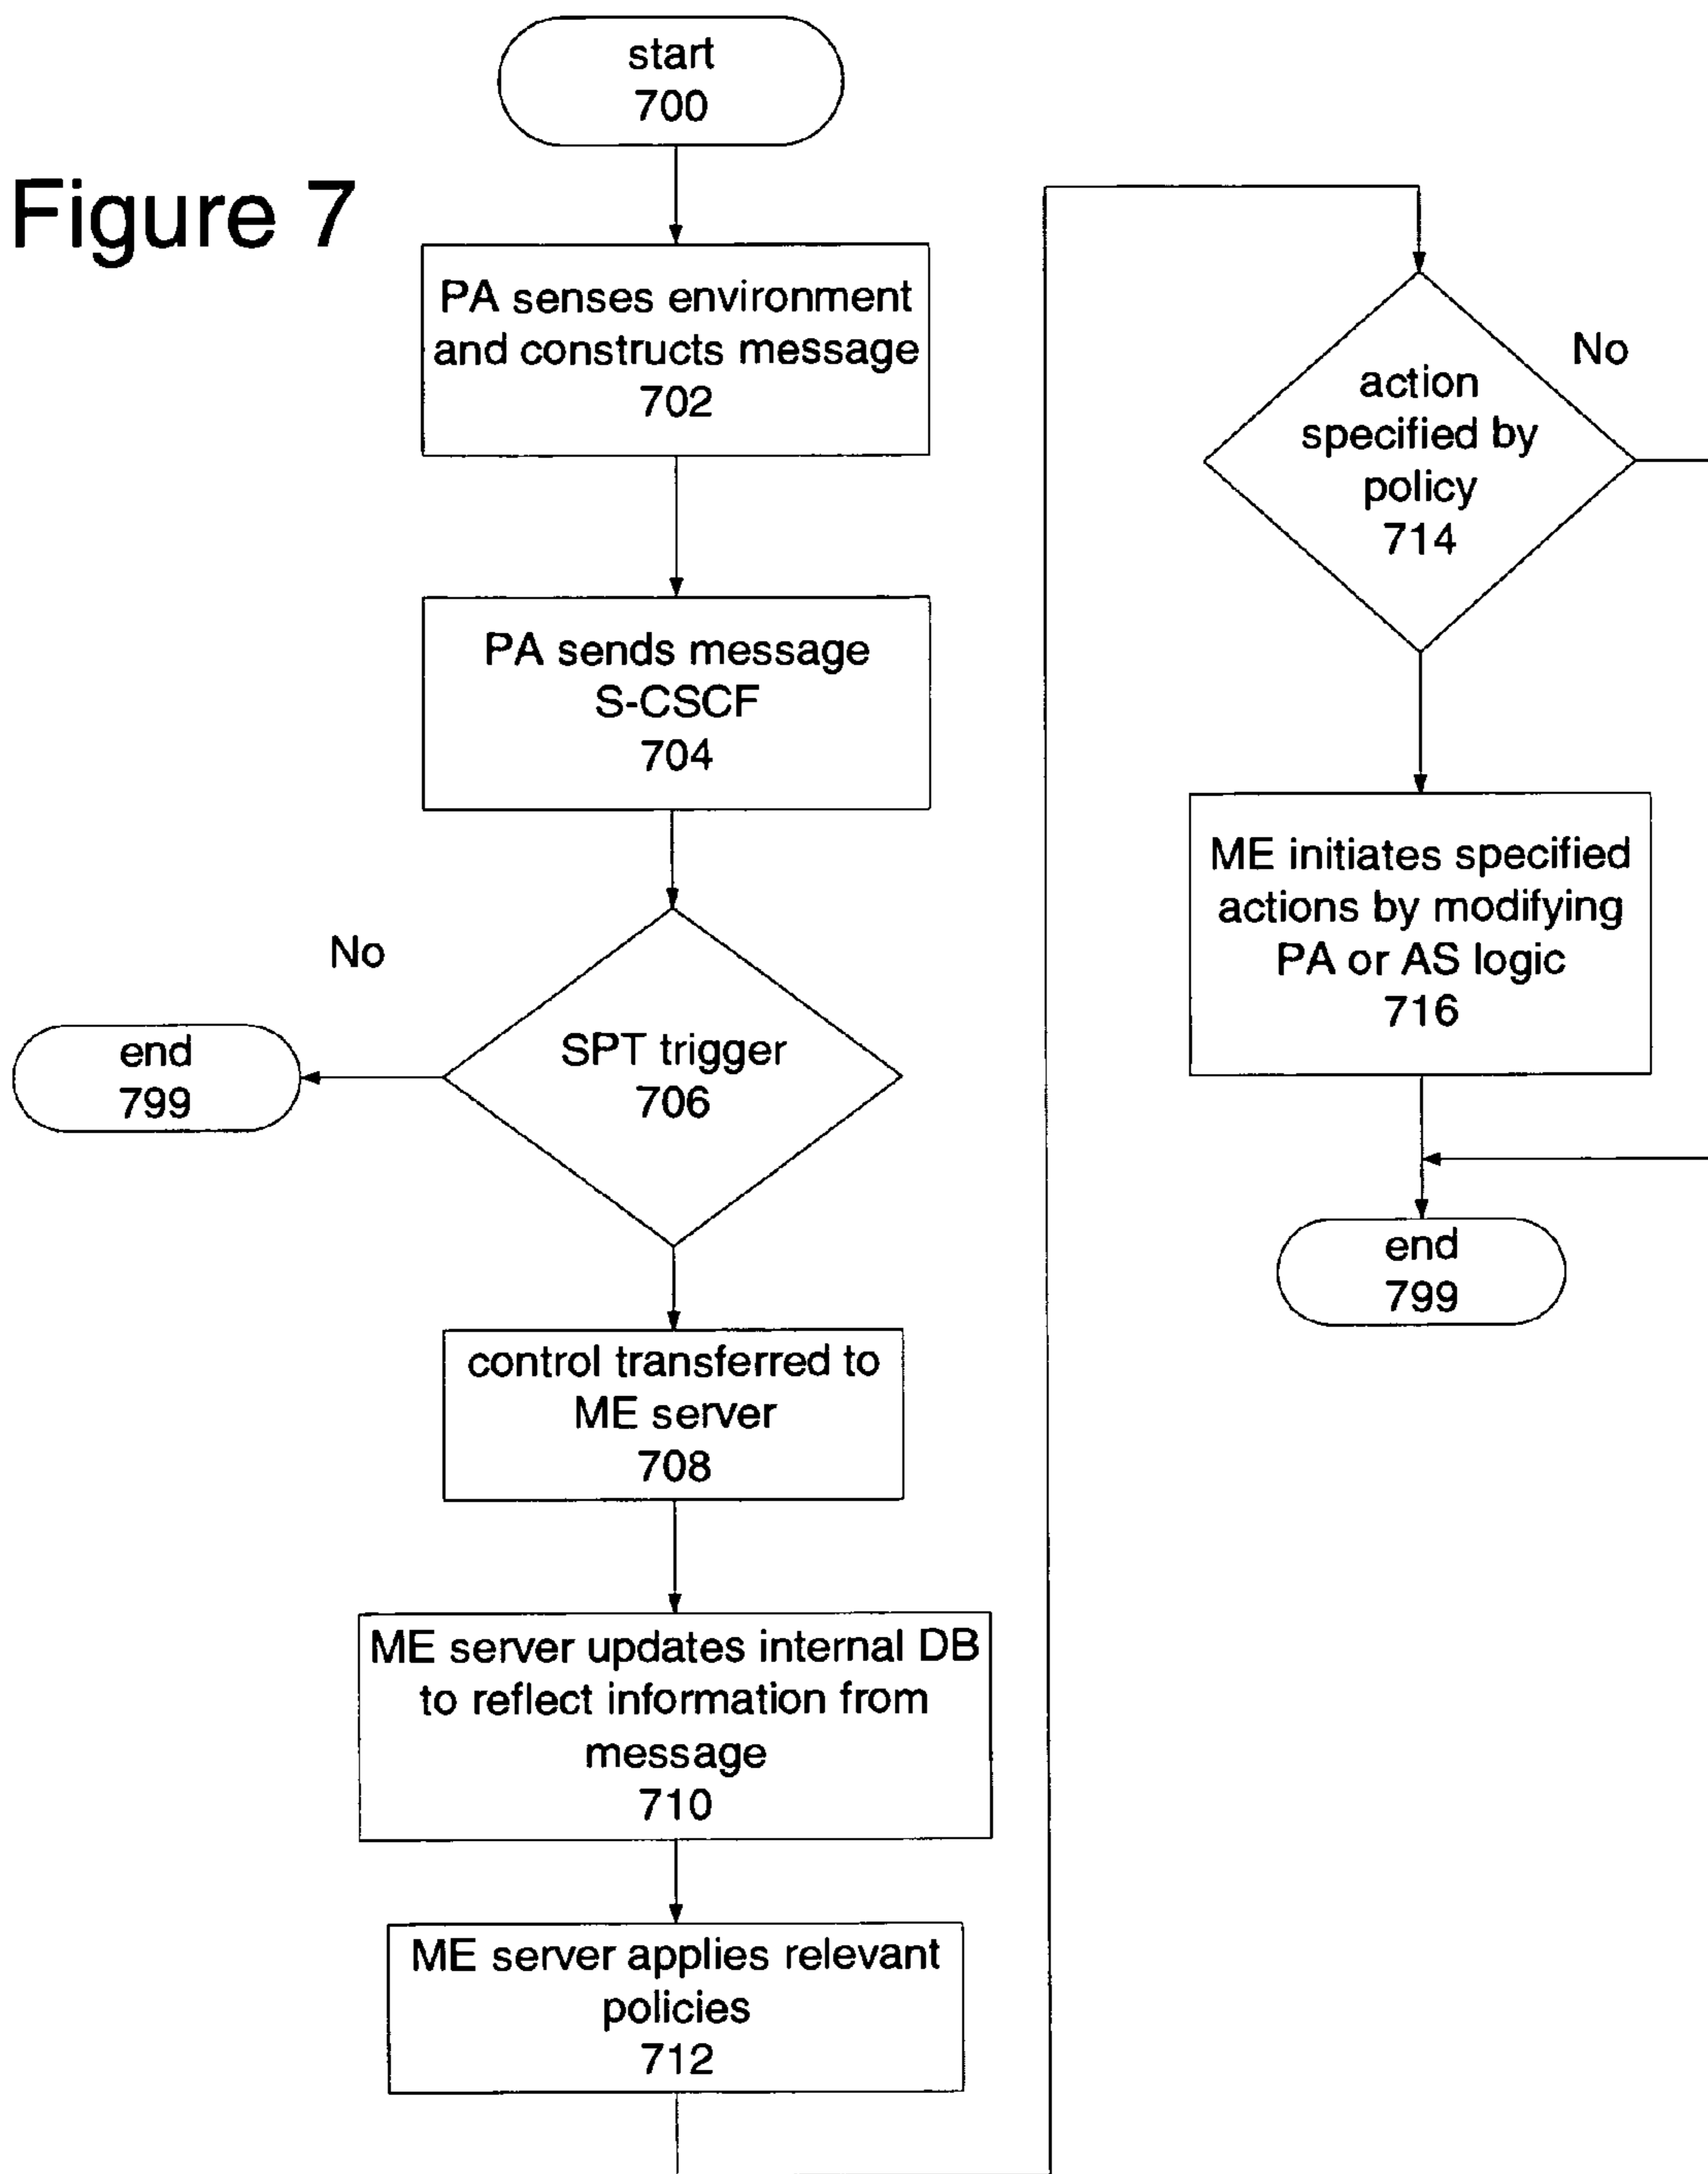 Figure 7
start
700
PA senses environment
and constructs message
702
PA sends message
S-CSCF
704
No
SPT trigger
706
end
799
control transferred to
ME server
708
ME server updates internal DB
to reflect information from
message
710
ME server applies relevant
policies
712
No
action
specified by
policy
714
ME initiates specified
actions by modifying
PA or AS logic
716
end
799